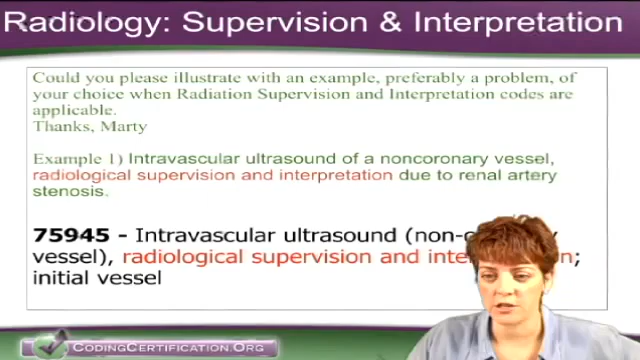 Radiology: Supervision & Interpretation
Could you please illustrate with an example, preferably a problem, of
your choice when Radiation Supervision and Interpretation codes are
applicable.
Thanks, Marty
Example 1) Intravascular ultrasound of a noncoronary vessel,
radiological supervision and interpretation due to renal artery
stenosis.
75945 - Intravascular ultrasound (non-
vessel), radiological supervision and
initial vessel
CODINGCERTIFICATION.ORG